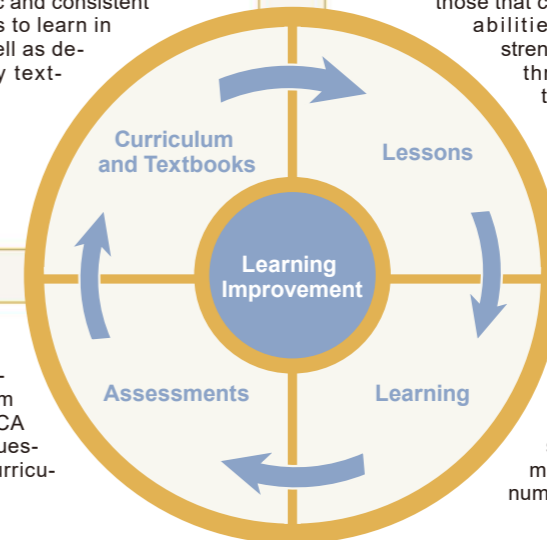 and consistent
s to learn in
ell as de-
y text-
those that c
abilitie
stren
thr
t
Curriculum
and Textbooks
Lessons
Learning
Improvement
Assessments
Learning
-
m
CA
ues-
urricu-
s
m
num